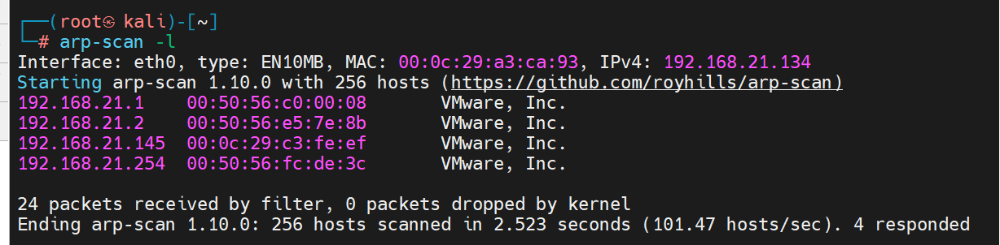 ┌──(root㉿ kali)-[~]
└─# arp-scan -l
Interface: eth0, type: EN10MB, MAC: 00:0c:29:a3:ca:93, IPv4: 192.168.21.134
Starting arp-scan 1.10.0 with 256 hosts (https://github.com/royhills/arp-scan)
192.168.21.1    00:50:56:c0:00:08       VMware, Inc.
192.168.21.2    00:50:56:e5:7e:8b       VMware, Inc.
192.168.21.145  00:0c:29:c3:fe:ef       VMware, Inc.
192.168.21.254  00:50:56:fc:de:3c       VMware, Inc.
24 packets received by filter, 0 packets dropped by kernel
Ending arp-scan 1.10.0: 256 hosts scanned in 2.523 seconds (101.47 hosts/sec). 4 responded